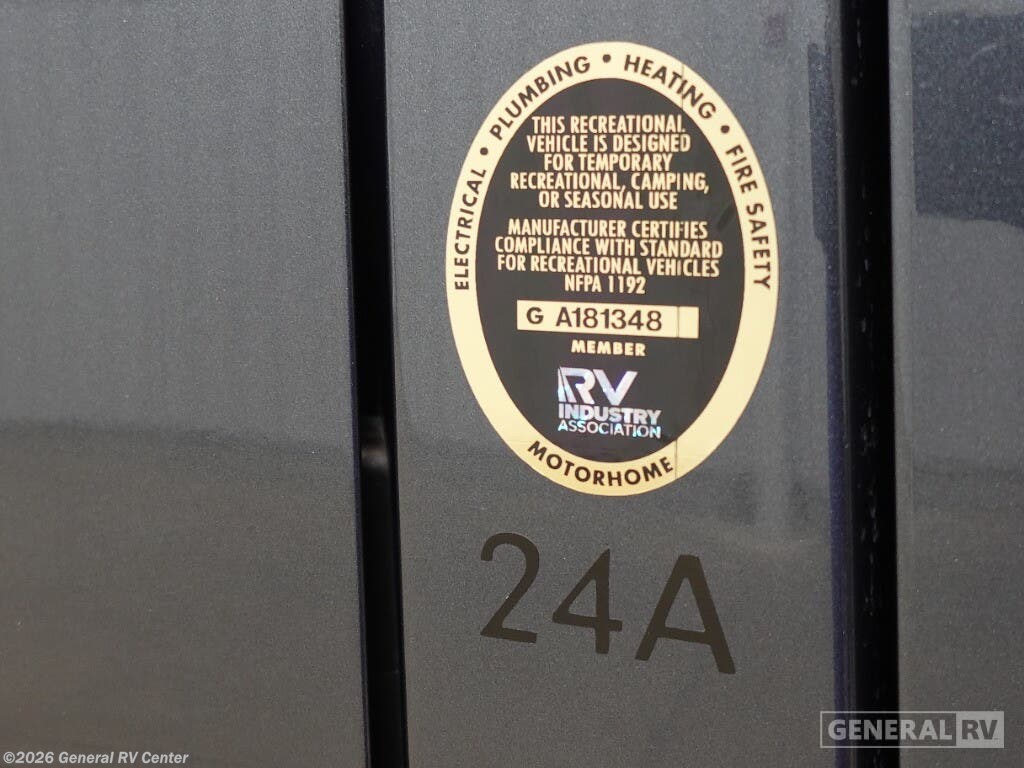 ELECTRICAL • PLUMBING • HEATING • FIRE SAFETY
THIS RECREATIONAL
VEHICLE IS DESIGNED
FOR TEMPORARY
RECREATIONAL, CAMPING,
OR SEASONAL USE
MANUFACTURER CERTIFIES
COMPLIANCE WITH STANDARD
FOR RECREATIONAL VEHICLES
NFPA 1192
G A181348
MEMBER
RV
INDUSTRY
ASSOCIATION
MOTORHOME
24A
GENERAL RV
©2026 General RV Center